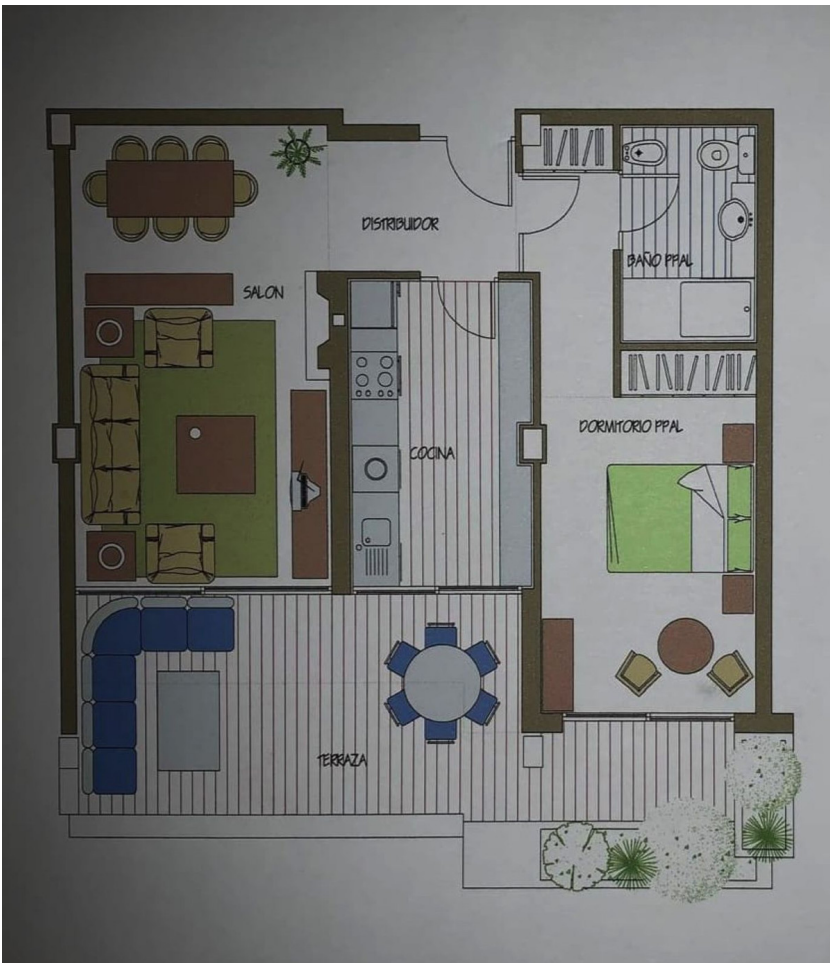 DISTRIBUIDOR
BAÑO PPAL
SALON
DORMITORIO PPAL
COCINA
TERRAZA